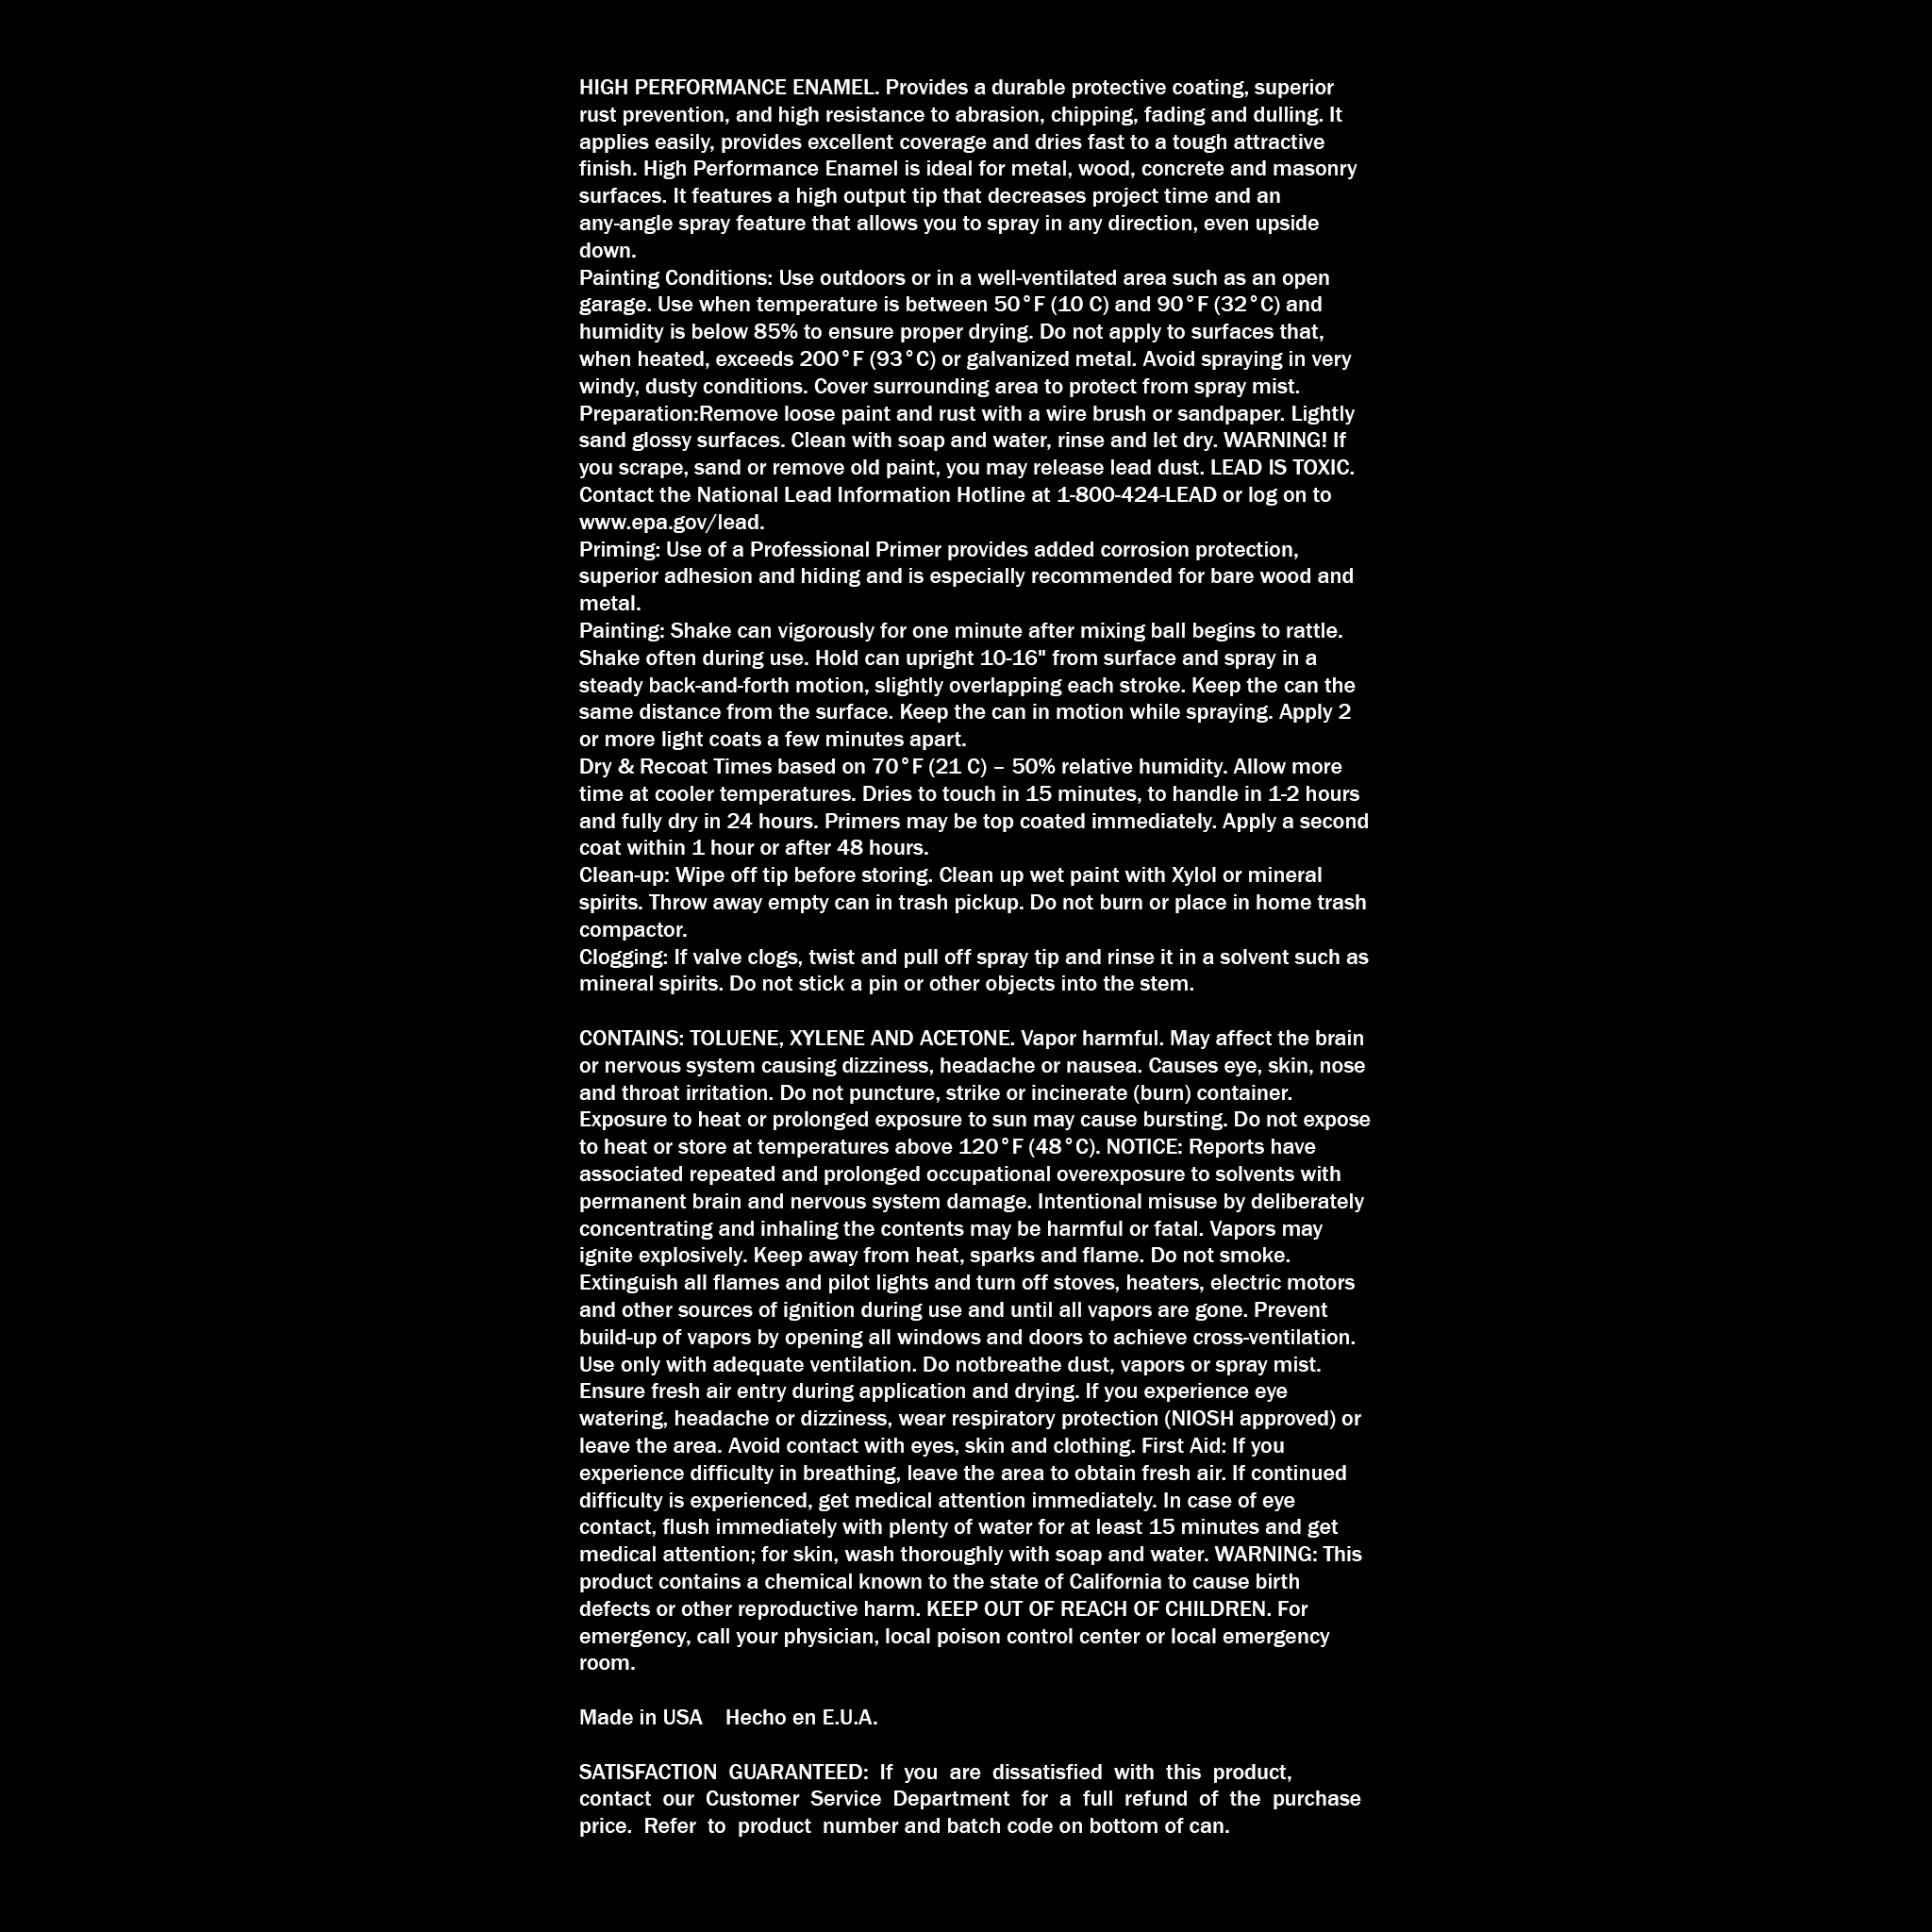 HIGH PERFORMANCE ENAMEL. Provides a durable protective coating, superior
rust prevention, and high resistance to abrasion, chipping, fading and dulling. It
applies easily, provides excellent coverage and dries fast to a tough attractive
finish. High Performance Enamel is ideal for metal, wood, concrete and masonry
surfaces. It features a high output tip that decreases project time and an
any-angle spray feature that allows you to spray in any direction, even upside
down.
Painting Conditions: Use outdoors or in a well-ventilated area such as an open
garage. Use when temperature is between 50°F (10 C) and 90°F (32°C) and
humidity is below 85% to ensure proper drying. Do not apply to surfaces that,
when heated, exceeds 200°F (93°C) or galvanized metal. Avoid spraying in very
windy, dusty conditions. Cover surrounding area to protect from spray mist.
Preparation:Remove loose paint and rust with a wire brush or sandpaper. Lightly
sand glossy surfaces. Clean with soap and water, rinse and let dry. WARNING! If
you scrape, sand or remove old paint, you may release lead dust. LEAD IS TOXIC.
Contact the National Lead Information Hotline at 1-800-424-LEAD or log on to
www.epa.gov/lead.
Priming: Use of a Professional Primer provides added corrosion protection,
superior adhesion and hiding and is especially recommended for bare wood and
metal.
Painting: Shake can vigorously for one minute after mixing ball begins to rattle.
Shake often during use. Hold can upright 10-16" from surface and spray in a
steady back-and-forth motion, slightly overlapping each stroke. Keep the can the
same distance from the surface. Keep the can in motion while spraying. Apply 2
or more light coats a few minutes apart.
Dry & Recoat Times based on 70°F (21 C) – 50% relative humidity. Allow more
time at cooler temperatures. Dries to touch in 15 minutes, to handle in 1-2 hours
and fully dry in 24 hours. Primers may be top coated immediately. Apply a second
coat within 1 hour or after 48 hours.
Clean-up: Wipe off tip before storing. Clean up wet paint with Xylol or mineral
spirits. Throw away empty can in trash pickup. Do not burn or place in home trash
compactor.
Clogging: If valve clogs, twist and pull off spray tip and rinse it in a solvent such as
mineral spirits. Do not stick a pin or other objects into the stem.
CONTAINS: TOLUENE, XYLENE AND ACETONE. Vapor harmful. May affect the brain
or nervous system causing dizziness, headache or nausea. Causes eye, skin, nose
and throat irritation. Do not puncture, strike or incinerate (burn) container.
Exposure to heat or prolonged exposure to sun may cause bursting. Do not expose
to heat or store at temperatures above 120°F (48°C). NOTICE: Reports have
associated repeated and prolonged occupational overexposure to solvents with
permanent brain and nervous system damage. Intentional misuse by deliberately
concentrating and inhaling the contents may be harmful or fatal. Vapors may
ignite explosively. Keep away from heat, sparks and flame. Do not smoke.
Extinguish all flames and pilot lights and turn off stoves, heaters, electric motors
and other sources of ignition during use and until all vapors are gone. Prevent
build-up of vapors by opening all windows and doors to achieve cross-ventilation.
Use only with adequate ventilation. Do notbreathe dust, vapors or spray mist.
Ensure fresh air entry during application and drying. If you experience eye
watering, headache or dizziness, wear respiratory protection (NIOSH approved) or
leave the area. Avoid contact with eyes, skin and clothing. First Aid: If you
experience difficulty in breathing, leave the area to obtain fresh air. If continued
difficulty is experienced, get medical attention immediately. In case of eye
contact, flush immediately with plenty of water for at least 15 minutes and get
medical attention; for skin, wash thoroughly with soap and water. WARNING: This
product contains a chemical known to the state of California to cause birth
defects or other reproductive harm. KEEP OUT OF REACH OF CHILDREN. For
emergency, call your physician, local poison control center or local emergency
room.
Made in USA    Hecho en E.U.A.
SATISFACTION GUARANTEED: If you are dissatisfied with this product,
contact our Customer Service Department for a full refund of the purchase
price. Refer to product number and batch code on bottom of can.